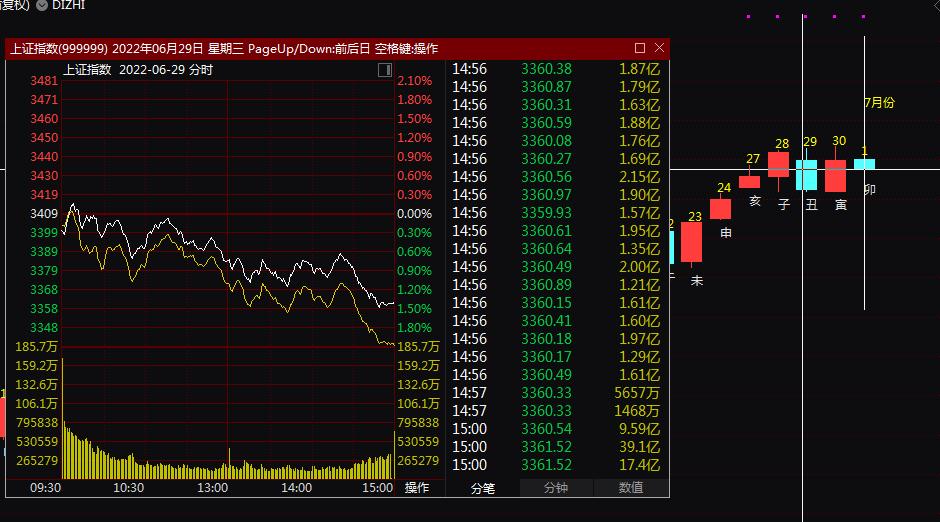 复权) DIZHI
上证指数(999999) 2022年06月29日 星期三 PageUp/Down:前后日 空格键:操作
上证指数 2022-06-29 分时
3481 2.10%
3471 1.80%
3460 1.50%
3450 1.20%
3440 0.90%
3430 0.60%
3419 0.30%
3409 0.00%
3399 0.30%
3389 0.60%
3379 0.90%
3368 1.20%
3358 1.50%
3348 1.80%
185.7万 185.7万
159.2万 159.2万
132.6万 132.6万
106.1万 106.1万
795838 795838
530559 530559
265279 265279
09:30 10:30 13:00 14:00 15:00 操作
14:56 3360.38 1.87亿
14:56 3360.87 1.79亿
14:56 3360.31 1.63亿
14:56 3360.59 1.88亿
14:56 3360.08 1.76亿
14:56 3360.27 1.69亿
14:56 3360.56 2.15亿
14:56 3360.97 1.90亿
14:56 3359.93 1.57亿
14:56 3360.61 1.95亿
14:56 3360.64 1.35亿
14:56 3360.49 2.00亿
14:56 3360.89 1.21亿
14:56 3360.15 1.61亿
14:56 3360.41 1.60亿
14:56 3360.18 1.97亿
14:56 3360.17 1.29亿
14:56 3360.49 1.61亿
14:57 3360.33 5657万
14:57 3360.33 1468万
15:00 3360.54 9.59亿
15:00 3361.52 39.1亿
15:00 3361.52 17.4亿
分笔 分钟 数值
7月份
23 24 27 28 29 30 1
未 申 亥 子 丑 寅 卯